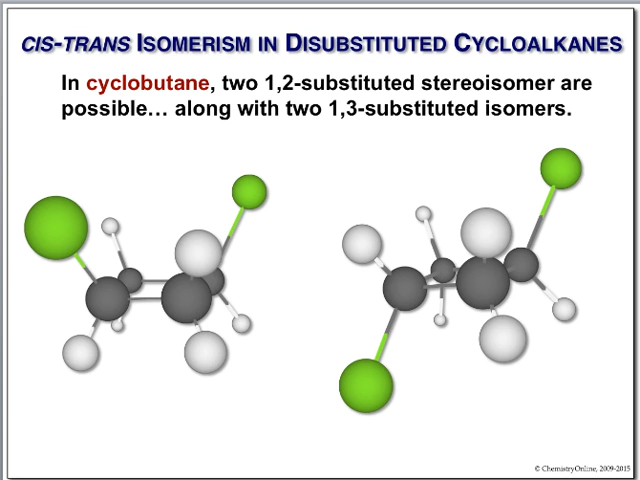 CIS-TRANS ISOMERISM IN DISUBSTITUTED CYCLOALKANES
In cyclobutane, two 1,2-substituted stereoisomer are
possible… along with two 1,3-substituted isomers.
© ChemistryOnline, 2009-2015